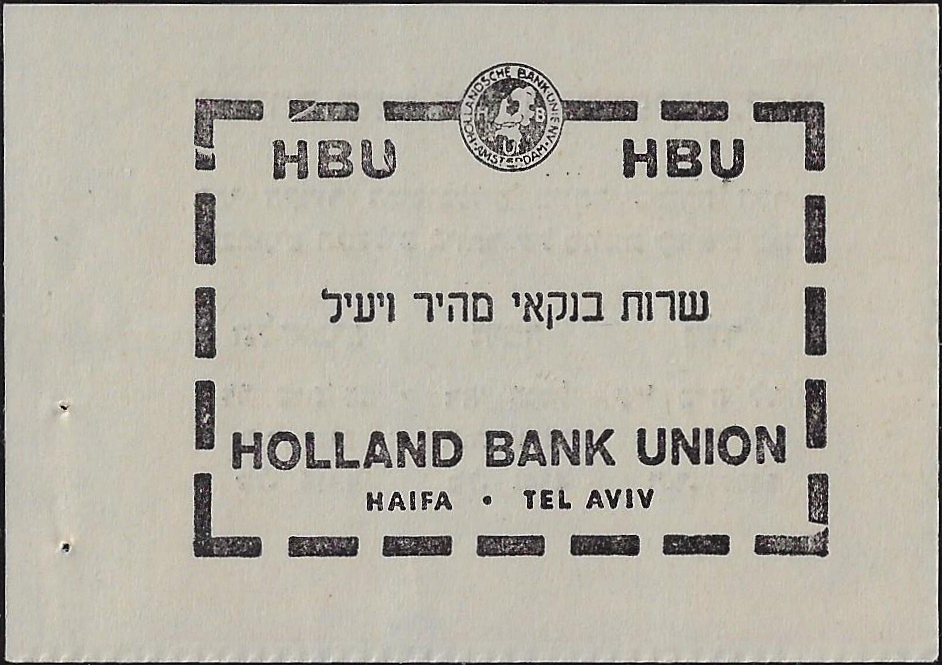 HOLLANDSCHE BANK-UNIE N.V.
AMSTERDAM
H B
U
HBU HBU
שרות בנקאי מהיר ויעיל
HOLLAND BANK UNION
HAIFA • TEL AVIV